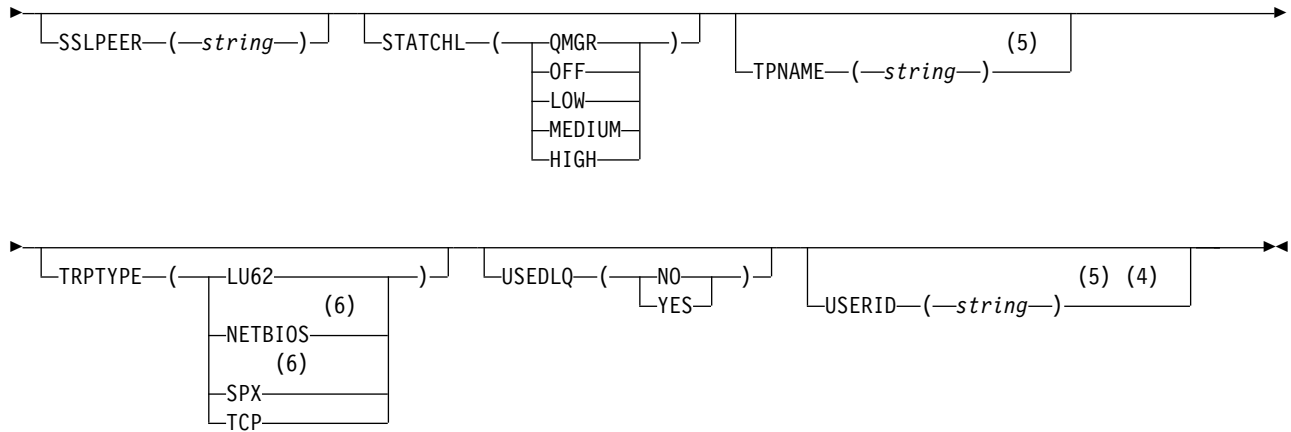 (5)
SSLPEER ( string ) STATCHL ( QMGR ) TPNAME ( string )
OFF
LOW
MEDIUM
HIGH
TRPTYPE ( LU62 ) USEDLQ ( NO ) (5) (4)
(6) YES USERID ( string )
NETBIOS
(6)
SPX
TCP